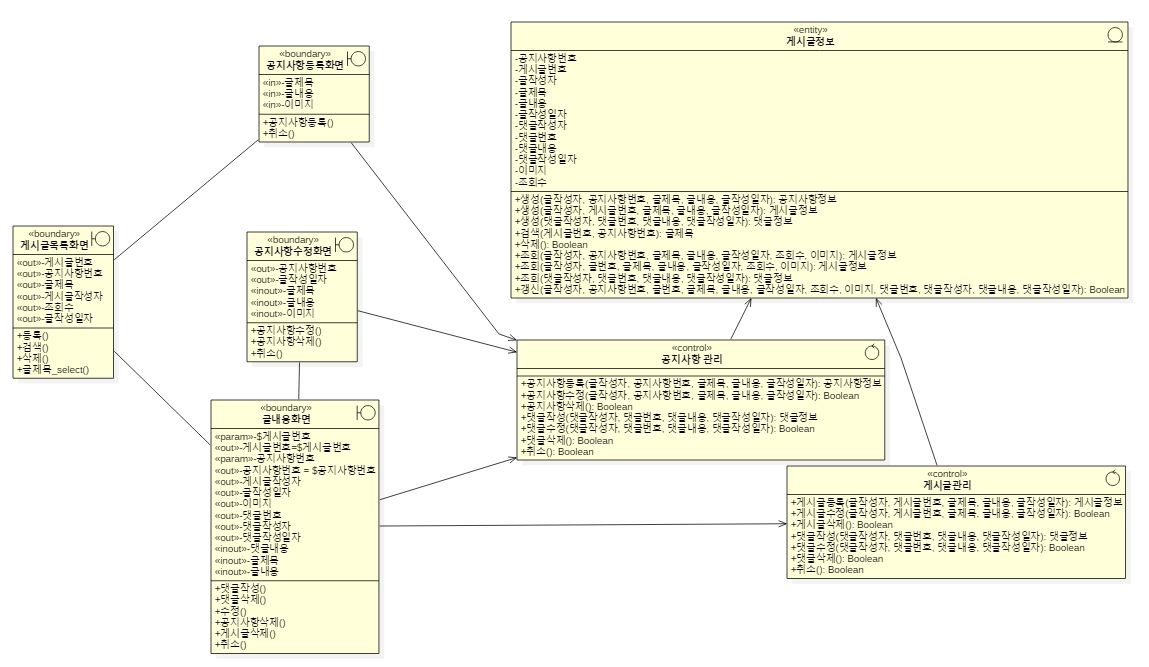 «boundary»
공지사항등록화면
«in»-글제목
«in»-글내용
«in»-이미지
+공지사항등록()
+취소()
«entity»
게시글정보
-공지사항번호
-게시글번호
-글작성자
-글제목
-글내용
-글작성일자
-댓글작성자
-댓글번호
-댓글내용
-댓글작성일자
-이미지
-조회수
+생성(글작성자, 공지사항번호, 글제목, 글내용, 글작성일자): 공지사항정보
+생성(글작성자, 게시글번호, 글제목, 글내용, 글작성일자): 게시글정보
+생성(댓글작성자, 댓글번호, 댓글내용, 댓글작성일자): 댓글정보
+검색(게시글번호, 공지사항번호): 글제목
+삭제(): Boolean
+조회(글작성자, 공지사항번호, 글제목, 글내용, 글작성일자, 조회수, 이미지): 게시글정보
+조회(글작성자, 글번호, 글제목, 글내용, 글작성일자, 조회수, 이미지): 게시글정보
+조회(댓글작성자, 댓글번호, 댓글내용, 댓글작성일자): 댓글정보
+갱신(글작성자, 공지사항번호, 글번호, 글제목, 글내용, 글작성일자, 조회수, 이미지, 댓글번호, 댓글작성자, 댓글내용, 댓글작성일자): Boolean
«boundary»
게시글목록화면
«out»-게시글번호
«out»-공지사항번호
«out»-글제목
«out»-게시글작성자
«out»-조회수
«out»-글작성일자
+등록()
+검색()
+삭제()
+글제목_select()
«boundary»
공지사항수정화면
«out»-공지사항번호
«out»-글작성일자
«inout»-글제목
«inout»-글내용
«inout»-이미지
+공지사항수정()
+공지사항삭제()
+취소()
«control»
공지사항 관리
+공지사항등록(글작성자, 공지사항번호, 글제목, 글내용, 글작성일자): 공지사항정보
+공지사항수정(글작성자, 공지사항번호, 글제목, 글내용, 글작성일자): Boolean
+공지사항삭제(): Boolean
+댓글작성(댓글작성자, 댓글번호, 댓글내용, 댓글작성일자): 댓글정보
+댓글수정(댓글작성자, 댓글번호, 댓글내용, 댓글작성일자): Boolean
+댓글삭제(): Boolean
+취소(): Boolean
«boundary»
글내용화면
«param»-$게시글번호
«out»-게시글번호=$게시글번호
«param»-공지사항번호
«out»-공지사항번호 = $공지사항번호
«out»-게시글작성자
«out»-글작성일자
«out»-이미지
«out»-댓글번호
«out»-댓글작성자
«out»-댓글작성일자
«inout»-댓글내용
«inout»-글제목
«inout»-글내용
+댓글작성()
+댓글삭제()
+수정()
+공지사항삭제()
+게시글삭제()
+취소()
«control»
게시글관리
+게시글등록(글작성자, 게시글번호, 글제목, 글내용, 글작성일자): 게시글정보
+게시글수정(글작성자, 게시글번호, 글제목, 글내용, 글작성일자): Boolean
+게시글삭제(): Boolean
+댓글작성(댓글작성자, 댓글번호, 댓글내용, 댓글작성일자): 댓글정보
+댓글수정(댓글작성자, 댓글번호, 댓글내용, 댓글작성일자): Boolean
+댓글삭제(): Boolean
+취소(): Boolean